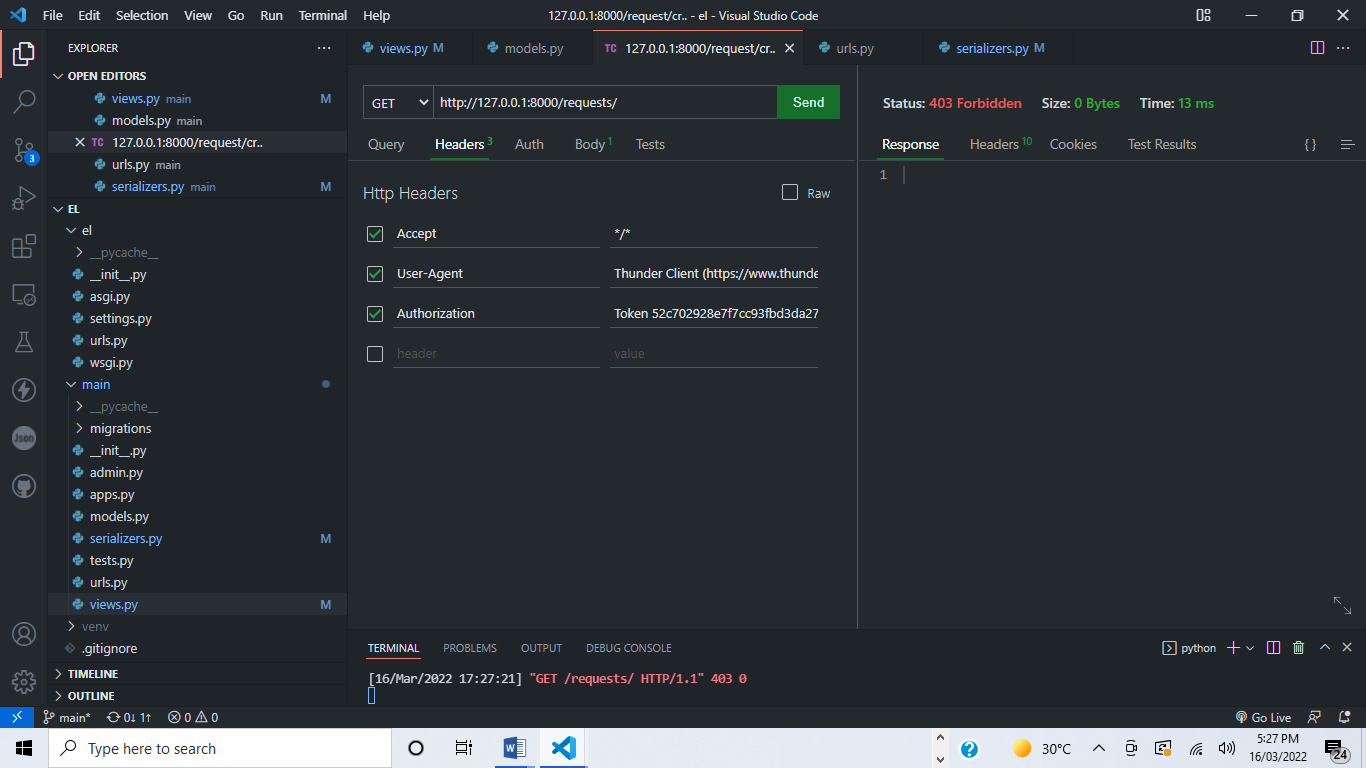 File Edit Selection View Go Run Terminal Help 127.0.0.1:8000/request/cr.. - el - Visual Studio Code
EXPLORER
OPEN EDITORS
views.py main M
models.py main
TC 127.0.0.1:8000/request/cr..
urls.py main
serializers.py main M
EL
el
__pycache__
__init__.py
asgi.py
settings.py
urls.py
wsgi.py
main
__pycache__
migrations
__init__.py
admin.py
apps.py
models.py
serializers.py M
tests.py
urls.py
views.py M
venv
.gitignore
TIMELINE
OUTLINE
3
Json
views.py M models.py TC 127.0.0.1:8000/request/cr.. urls.py serializers.py M
GET http://127.0.0.1:8000/requests/ Send
Query Headers 3 Auth Body 1 Tests
Http Headers Raw
Accept */*
User-Agent Thunder Client (https://www.thunde
Authorization Token 52c702928e7f7cc93fbd3da27
header value
Status: 403 Forbidden Size: 0 Bytes Time: 13 ms
Response Headers 10 Cookies Test Results { }
1
TERMINAL PROBLEMS OUTPUT DEBUG CONSOLE python
[16/Mar/2022 17:27:21] "GET /requests/ HTTP/1.1" 403 0
main* 0↓ 1↑ 0 0 Go Live
Type here to search 30°C 5:27 PM
16/03/2022 24